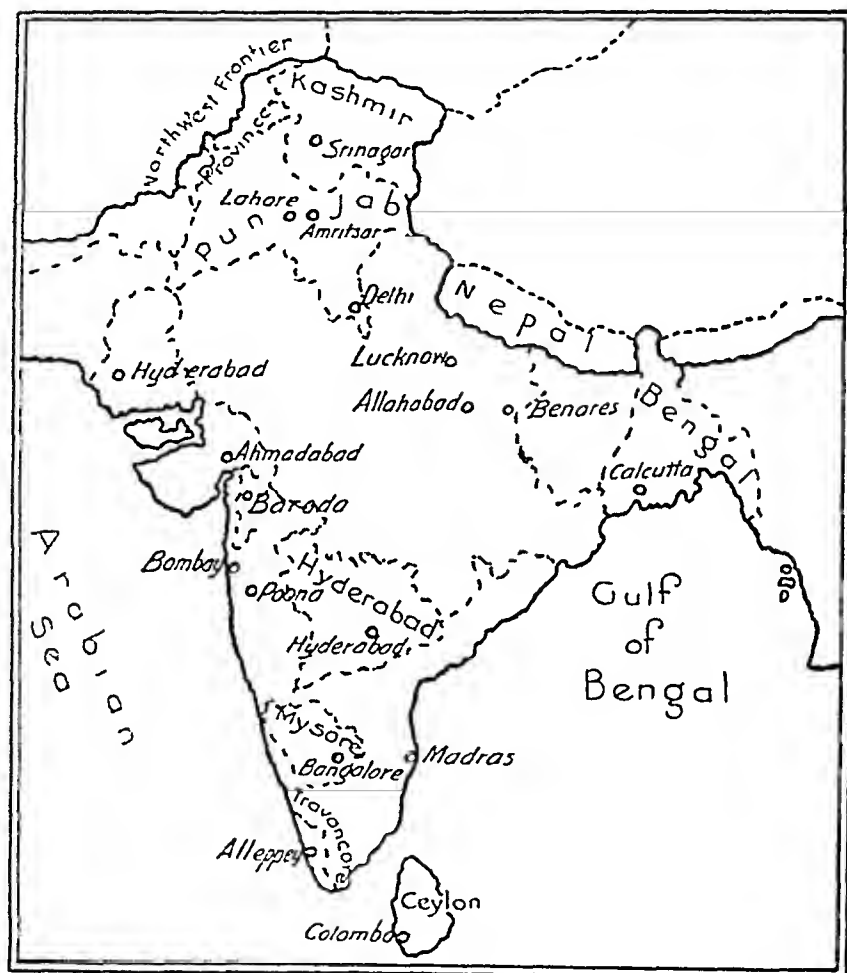 Northwest Frontier
Province
Kashmir
Srinagar
Lahore
Punjab
Amritsar
Delhi
Nepal
Lucknow
Hyderabad
Allahabad
Benares
Bengal
Ahmadabad
Calcutta
Baroda
Arabian
Sea
Bombay
Hyderabad
Poona
Gulf
of
Bengal
Hyderabad
Mysore
Bangalore
Madras
Travancore
Alleppey
Ceylon
Colombo